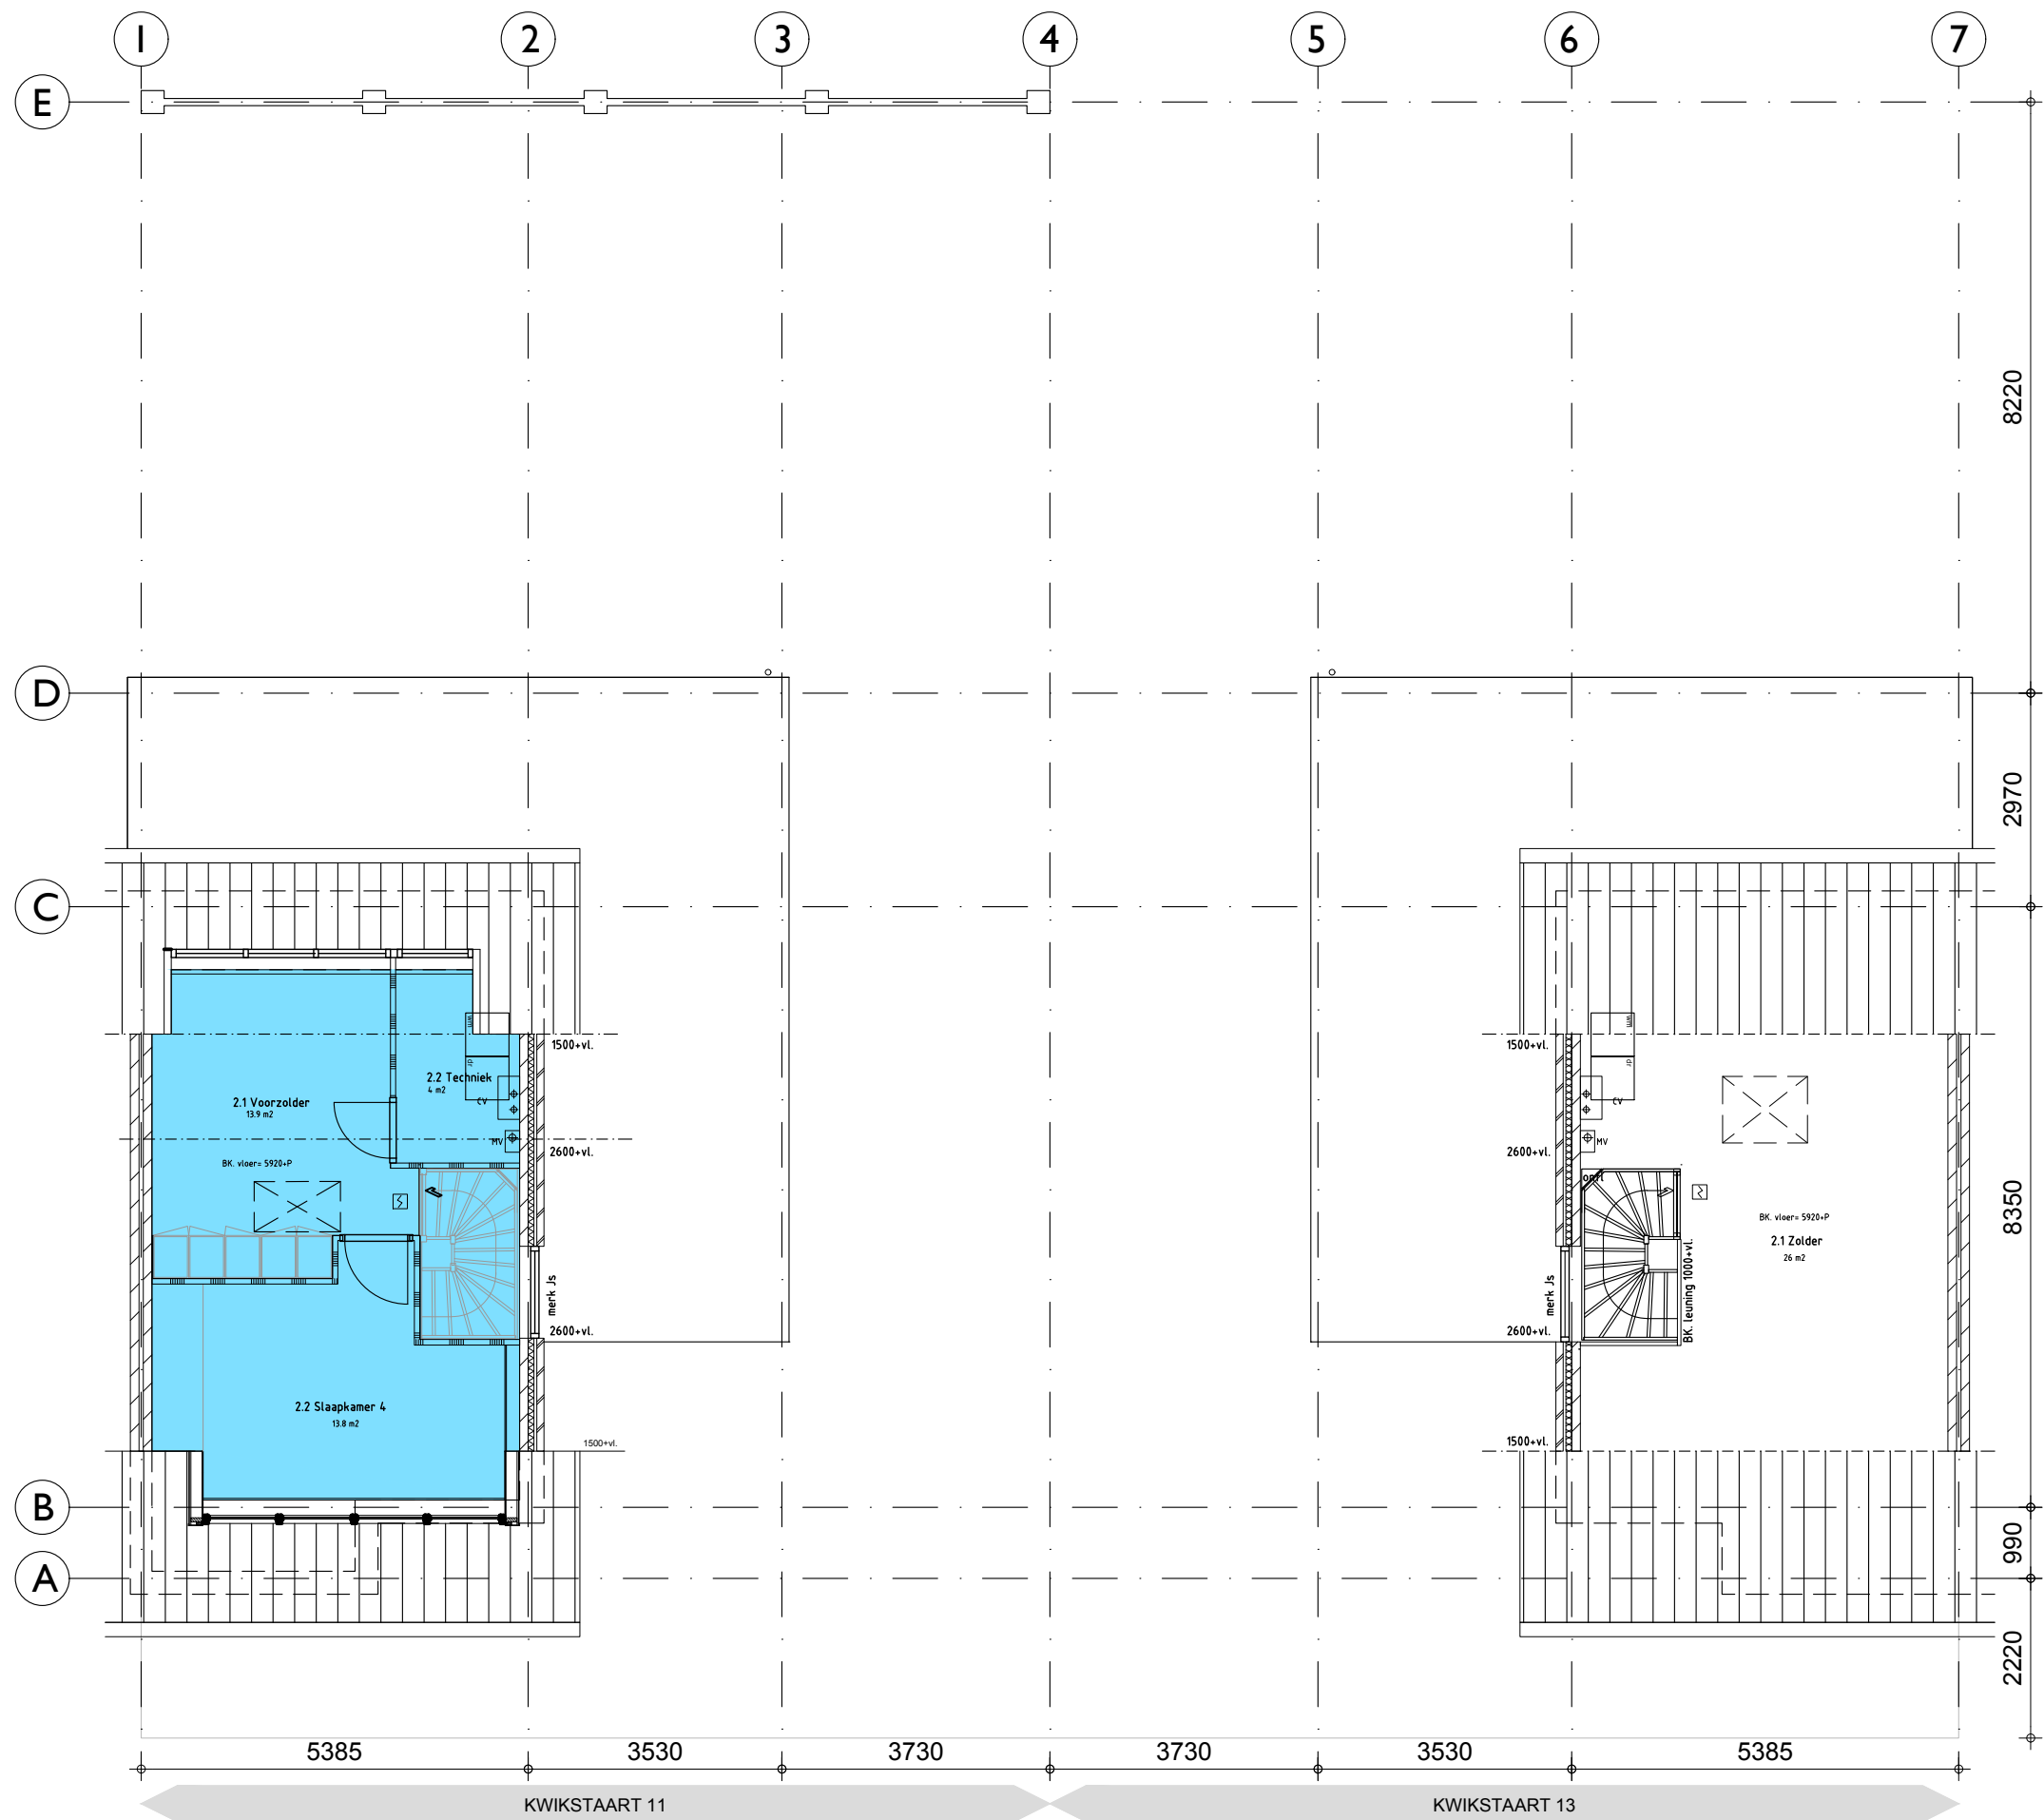 1 2 3 4 5 6 7
E
8220
D
2970
C
1500+vl.
1500+vl.
wm
wm
dr
dr
2.2 Techniek
4 m2
CV
CV
2.1 Voorzolder
13.9 m2
MV
MV
2600+vl.
2600+vl.
BK. vloer= 5920+P
8350
BK. vloer= 5920+P
2.1 Zolder
26 m2
merk Js
merk Js
BK. leuning 1000+vl.
2600+vl.
2600+vl.
2.2 Slaapkamer 4
13.8 m2
1500+vl.
1500+vl.
B
990
A
2220
5385 3530 3730 3730 3530 5385
KWIKSTAART 11 KWIKSTAART 13